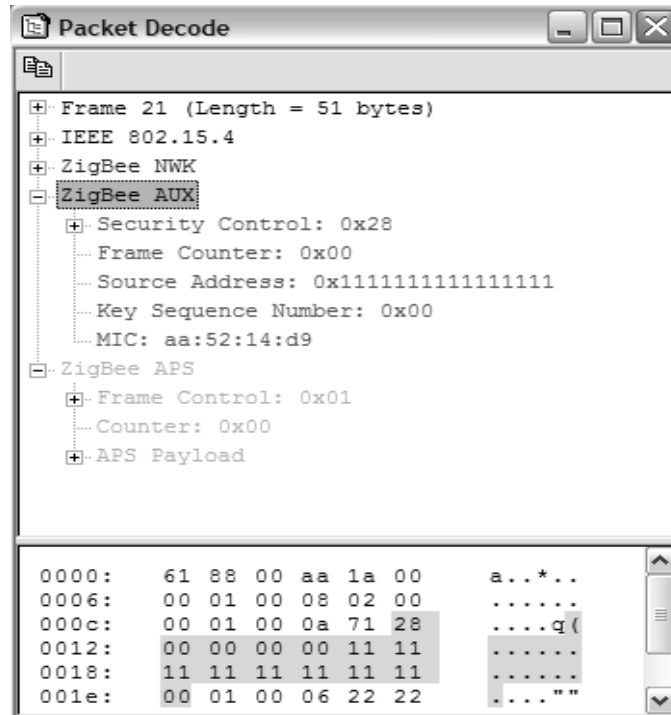 Packet Decode
Frame 21 (Length = 51 bytes)
IEEE 802.15.4
ZigBee NWK
ZigBee AUX
Security Control: 0x28
Frame Counter: 0x00
Source Address: 0x1111111111111111
Key Sequence Number: 0x00
MIC: aa:52:14:d9
ZigBee APS
Frame Control: 0x01
Counter: 0x00
APS Payload
0000: 61 88 00 aa 1a 00 a..*..
0006: 00 01 00 08 02 00 ......
000c: 00 01 00 0a 71 28 ....q(
0012: 00 00 00 00 11 11 ......
0018: 11 11 11 11 11 11 ......
001e: 00 01 00 06 22 22 ....""